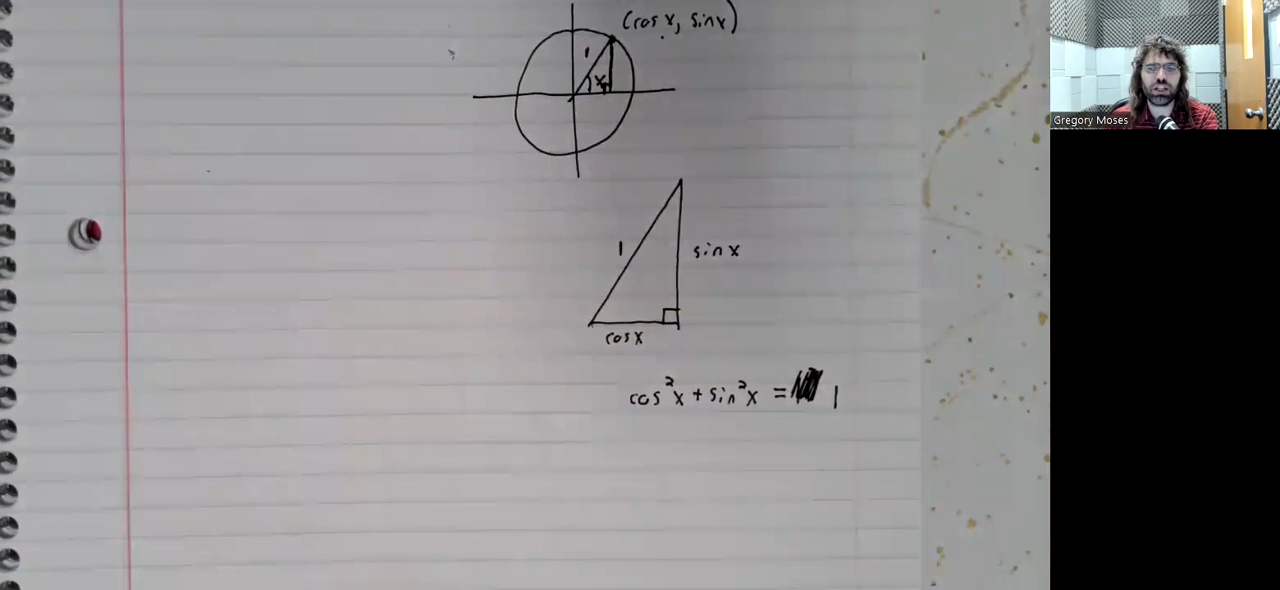 (cos x, sin x)
1
x
1
sin x
cos x
cos²x + sin²x = 1
Gregory Moses